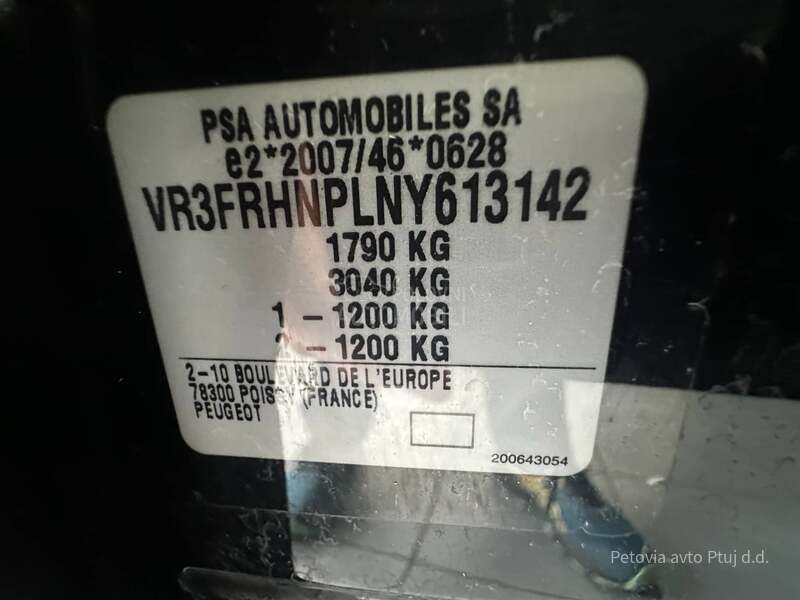 PSA AUTOMOBILES SA
e2*2007/46*0628
VR3FRHNPLNY613142
1790 KG
3040 KG
1 – 1200 KG
2 – 1200 KG
2–10 BOULEVARD DE L'EUROPE
78300 POISSY (FRANCE)
PEUGEOT
200643054
Petovia avto Ptuj d.d.